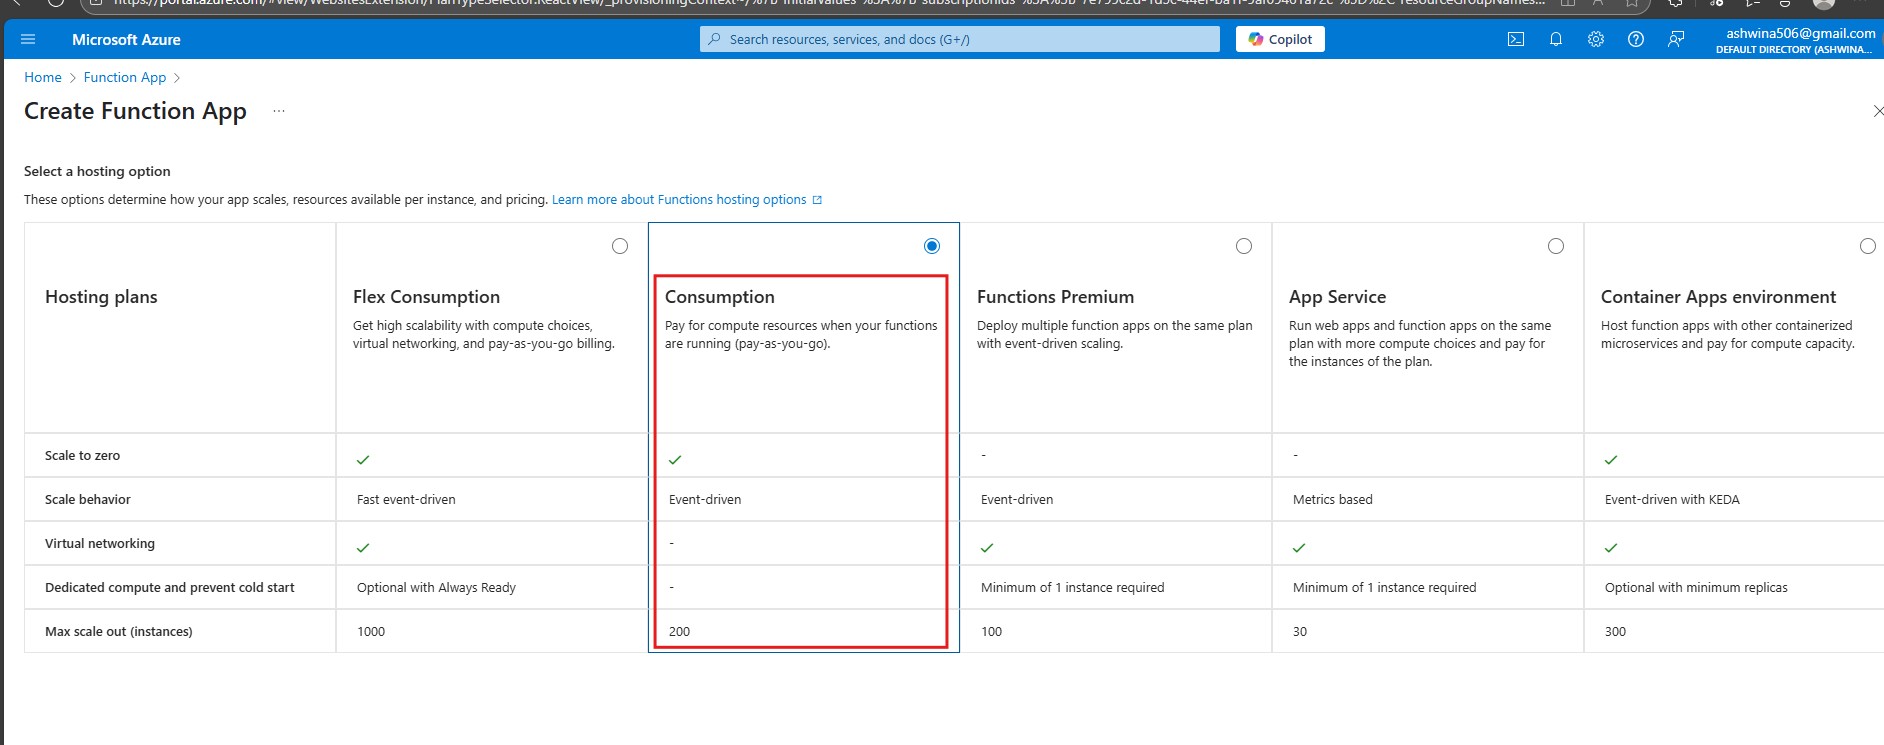 Microsoft Azure
Search resources, services, and docs (G+/)
Copilot
ashwina506@gmail.com
DEFAULT DIRECTORY (ASHWINA...
Home > Function App >
Create Function App ...
Select a hosting option
These options determine how your app scales, resources available per instance, and pricing. Learn more about Functions hosting options
Hosting plans
Flex Consumption
Get high scalability with compute choices,
virtual networking, and pay-as-you-go billing.
Consumption
Pay for compute resources when your functions
are running (pay-as-you-go).
Functions Premium
Deploy multiple function apps on the same plan
with event-driven scaling.
App Service
Run web apps and function apps on the same
plan with more compute choices and pay for
the instances of the plan.
Container Apps environment
Host function apps with other containerized
microservices and pay for compute capacity.
Scale to zero ✓ ✓ - - ✓
Scale behavior Fast event-driven Event-driven Event-driven Metrics based Event-driven with KEDA
Virtual networking ✓ - ✓ ✓ ✓
Dedicated compute and prevent cold start Optional with Always Ready - Minimum of 1 instance required Minimum of 1 instance required Optional with minimum replicas
Max scale out (instances) 1000 200 100 30 300